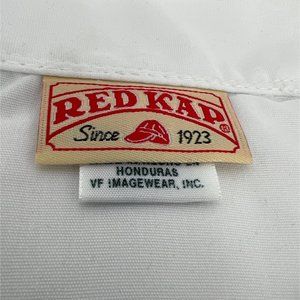 RED KAP®
Since 1923
HONDURAS
VF IMAGEWEAR, INC.